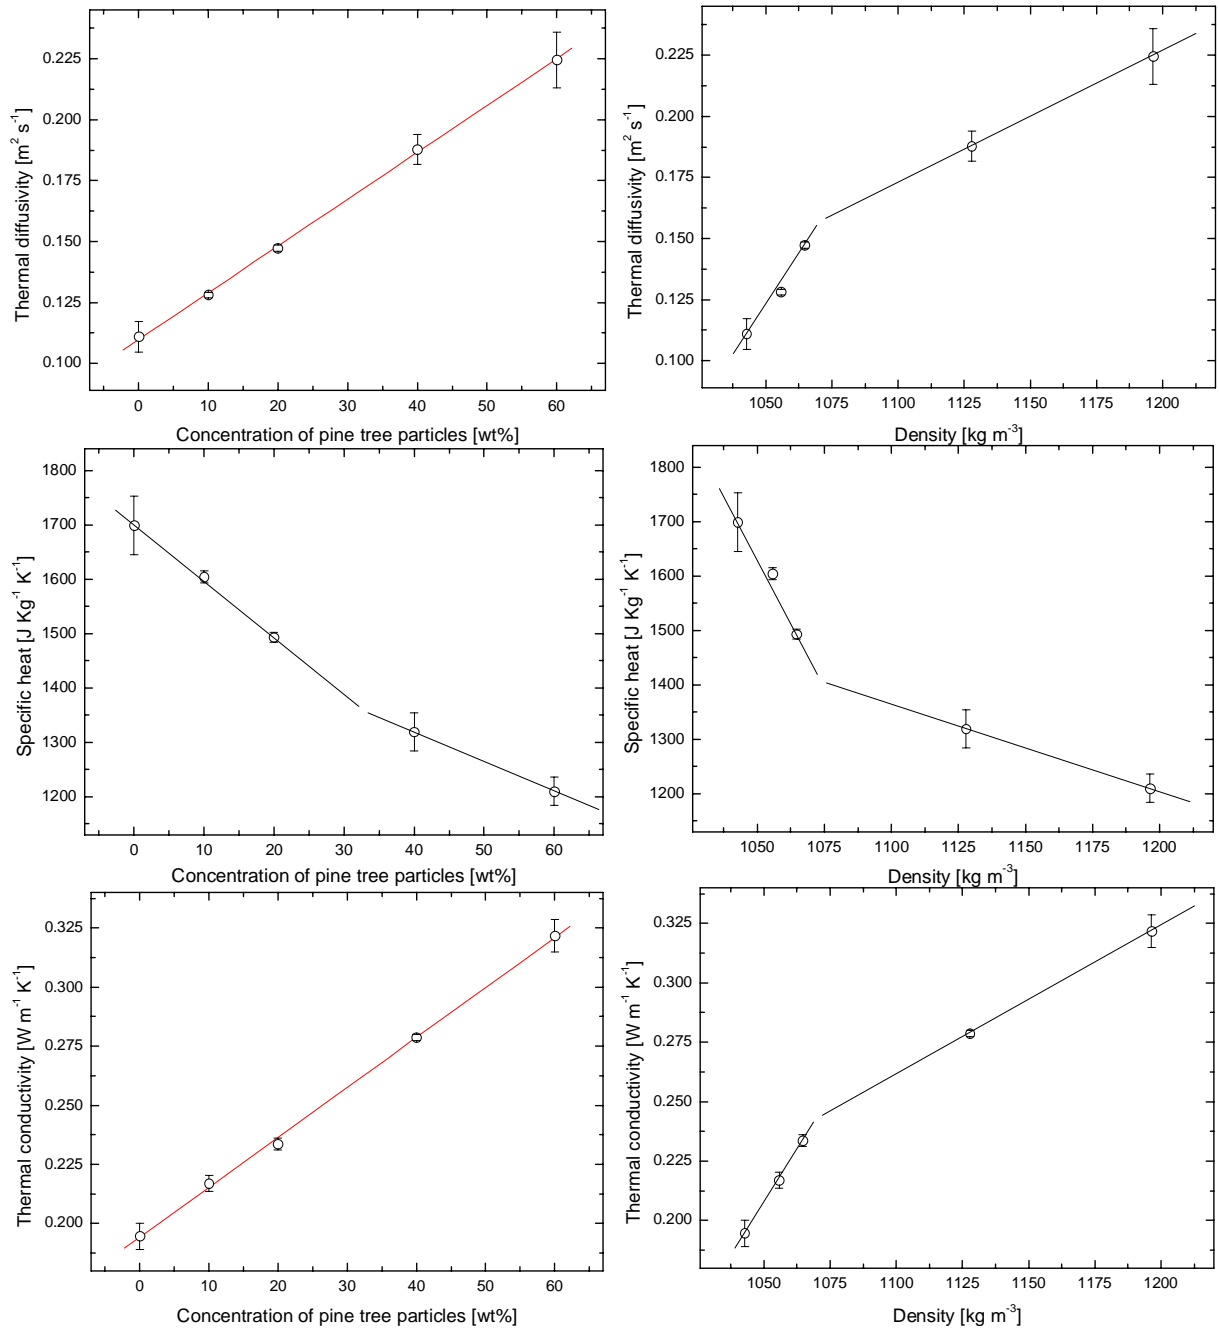 0.225
0.200
0.175
0.150
0.125
0.100
Thermal diffusivity [m² s⁻¹]
0 10 20 30 40 50 60
Concentration of pine tree particles [wt%]
0.225
0.200
0.175
0.150
0.125
0.100
Thermal diffusivity [m² s⁻¹]
1050 1075 1100 1125 1150 1175 1200
Density [kg m⁻³]
1800
1700
1600
1500
1400
1300
1200
Specific heat [J Kg⁻¹ K⁻¹]
0 10 20 30 40 50 60
Concentration of pine tree particles [wt%]
1800
1700
1600
1500
1400
1300
1200
Specific heat [J Kg⁻¹ K⁻¹]
1050 1075 1100 1125 1150 1175 1200
Density [kg m⁻³]
0.325
0.300
0.275
0.250
0.225
0.200
Thermal conductivity [W m⁻¹ K⁻¹]
0 10 20 30 40 50 60
Concentration of pine tree particles [wt%]
0.325
0.300
0.275
0.250
0.225
0.200
Thermal conductivity [W m⁻¹ K⁻¹]
1050 1075 1100 1125 1150 1175 1200
Density [kg m⁻³]